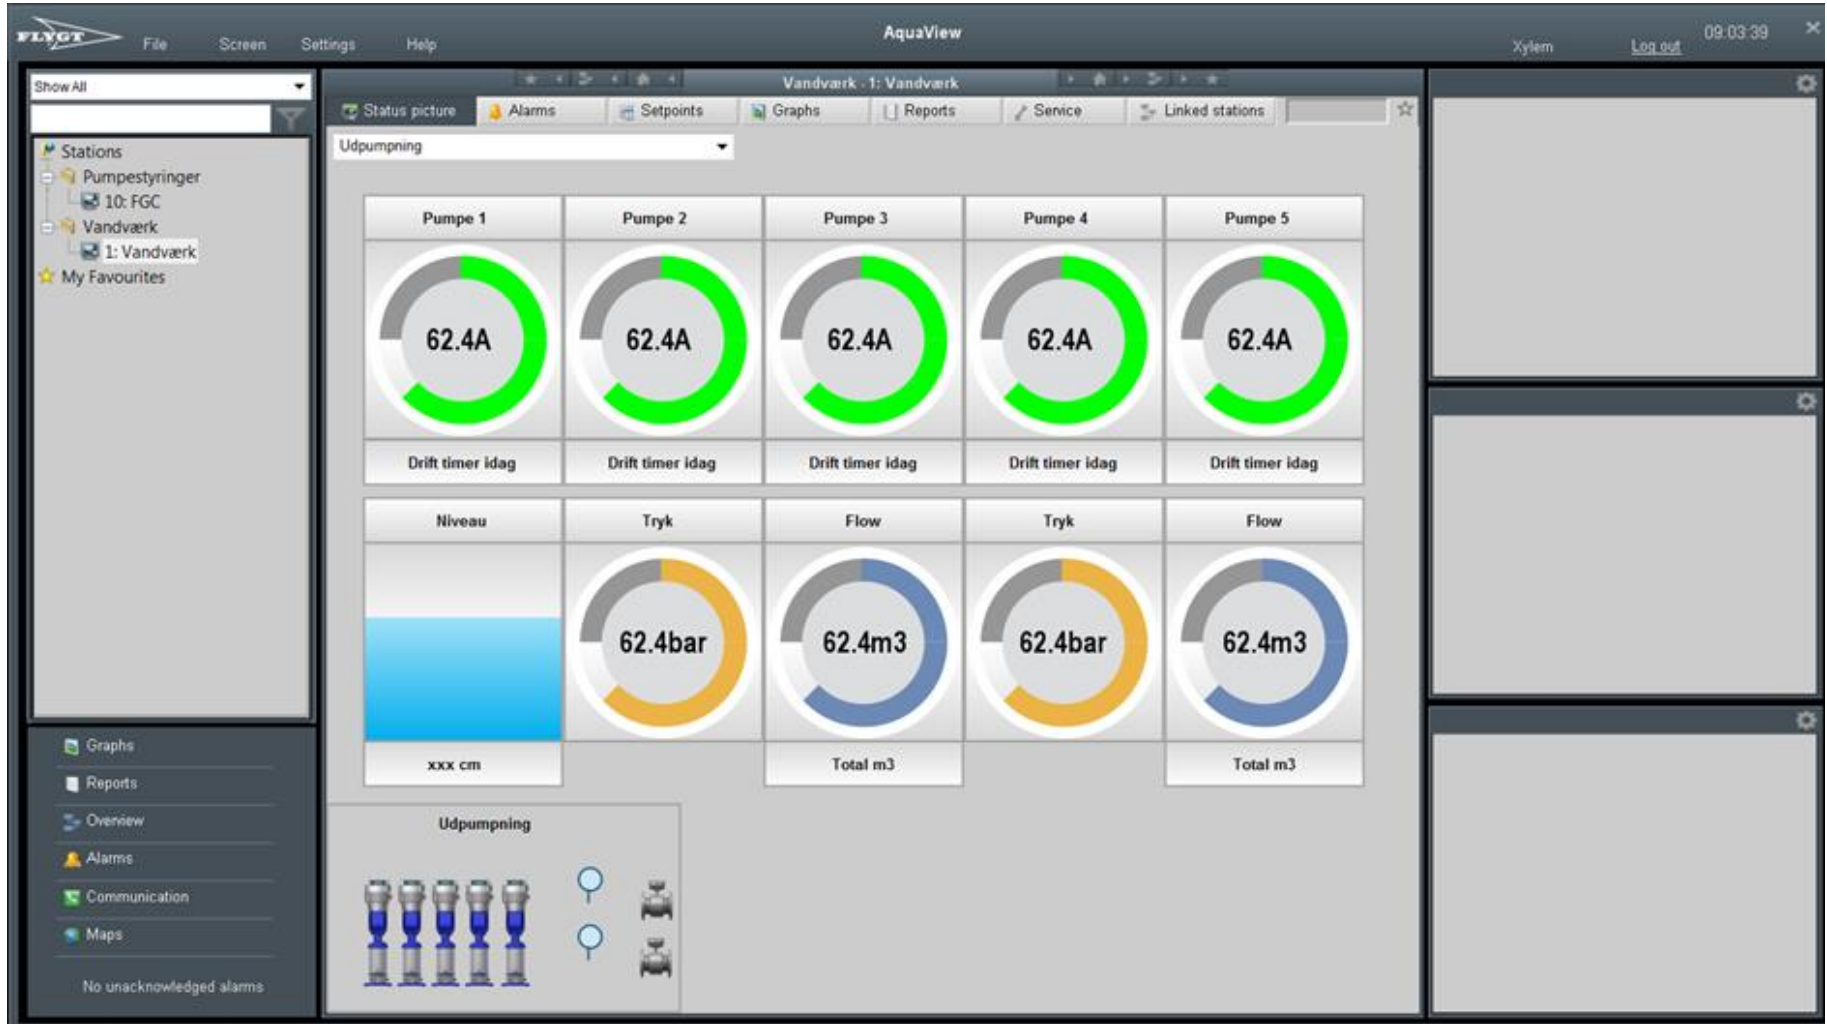 FLYGT
File Screen Settings Help
AquaView
Xylem Log out 09:03:39
Show All
Stations
Pumpestyringer
10: FGC
Vandværk
1: Vandværk
My Favourites
Graphs
Reports
Overview
Alarms
Communication
Maps
No unacknowledged alarms
Vandværk - 1: Vandværk
Status picture Alarms Setpoints Graphs Reports Service Linked stations
Udpumpning
Pumpe 1 Pumpe 2 Pumpe 3 Pumpe 4 Pumpe 5
62.4A 62.4A 62.4A 62.4A 62.4A
Drift timer idag Drift timer idag Drift timer idag Drift timer idag Drift timer idag
Niveau Tryk Flow Tryk Flow
62.4bar 62.4m3 62.4bar 62.4m3
xxx cm Total m3 Total m3
Udpumpning